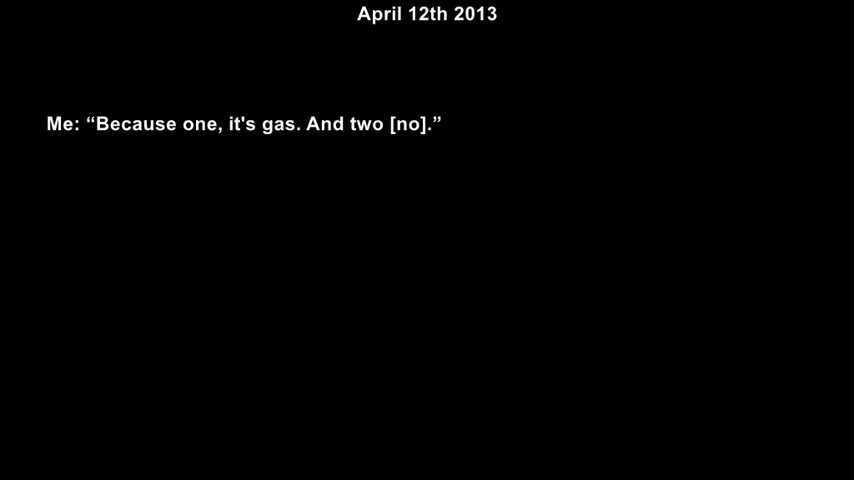 April 12th 2013
Me: “Because one, it's gas. And two [no].”